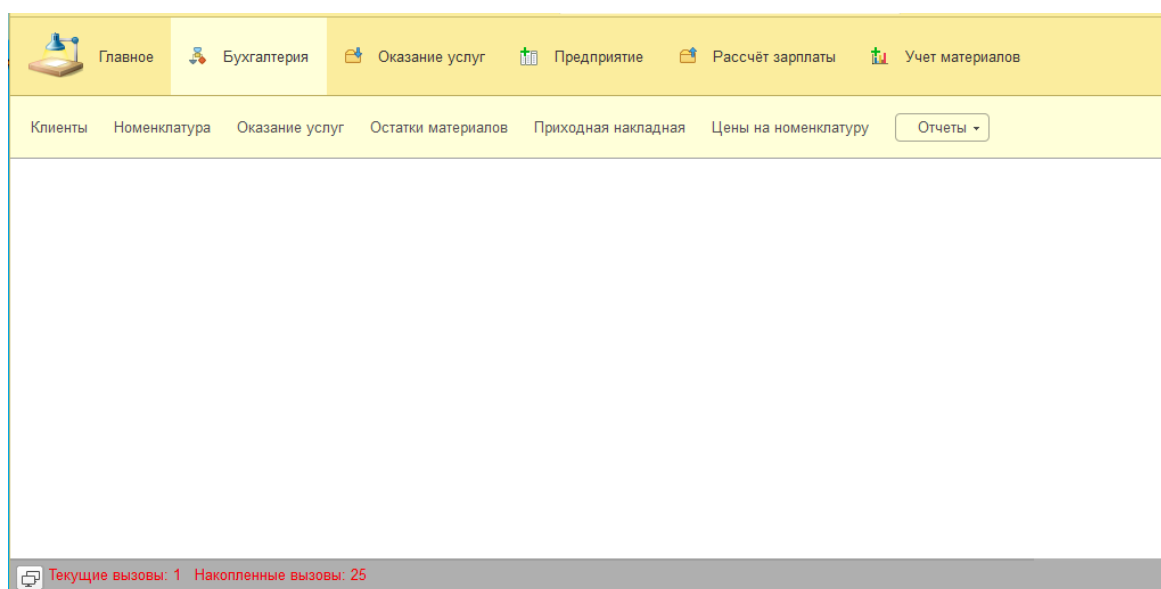 Главное Бухгалтерия Оказание услуг Предприятие Рассчёт зарплаты Учет материалов
Клиенты Номенклатура Оказание услуг Остатки материалов Приходная накладная Цены на номенклатуру Отчеты
Текущие вызовы: 1 Накопленные вызовы: 25